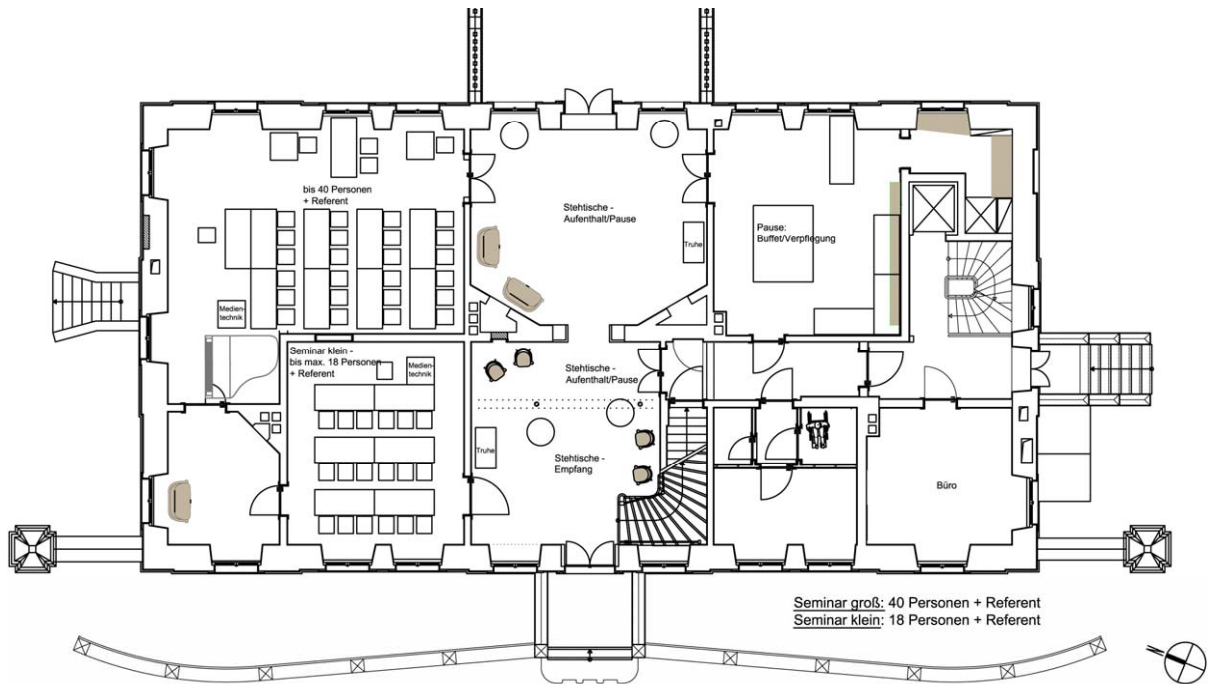 bis 40 Personen
+ Referent
Medien-
technik
Stehtische -
Aufenthalt/Pause
Truhe
Pause:
Buffet/Verpflegung
Seminar klein -
bis max. 18 Personen
+ Referent
Medien-
technik
Stehtische -
Aufenthalt/Pause
Truhe
Stehtische -
Empfang
Büro
Seminar groß: 40 Personen + Referent
Seminar klein: 18 Personen + Referent
N